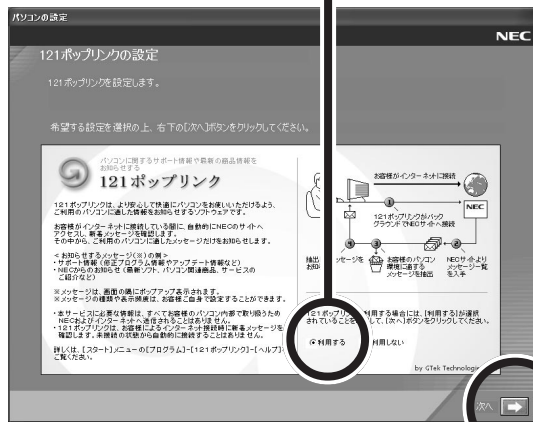 パソコンの設定
NEC
121ポップリンクの設定
121ポップリンクを設定します。
希望する設定を選択の上、右下の[次へ]ボタンをクリックしてください。
パソコンに関するサポート情報や最新の商品情報を
お知らせする
121ポップリンク
121ポップリンクは、より安心して快適にパソコンをお使いいただけるよう、
ご利用のパソコンに適した情報をお知らせするソフトウェアです。
お客様がインターネットに接続している間に、自動的にNECのサイトへ
アクセスし、新着メッセージを確認します。
その中から、ご利用のパソコンに適したメッセージだけをお知らせします。
<お知らせするメッセージ(※)の例>
・サポート情報(修正プログラム情報やアップデート情報など)
・NECからのお知らせ(最新ソフト、パソコン関連商品、サービスの
ご紹介など)
※メッセージは、画面の隅にポップアップ表示されます。
※メッセージの種類や表示頻度は、お客様ご自身で設定することができます。
・本サービスに必要な情報は、すべてお客様のパソコン内部で取り扱うため
NECおよびインターネットへ送信されることはありません。
・121ポップリンクは、お客様によるインターネット接続時に新着メッセージを
確認します。未接続の状態から自動的に接続することはありません。
詳しくは、[スタート]メニューの[プログラム]-[121ポップリンク]-[ヘルプ]を
ご覧ください。
お客様がインターネットに接続
①
NEC
121ポップリンクがバック
グラウンドでNECサイトへ接続
④
③
②
抽出
お知
ッセージを
お客様のパソコン
環境に適する
メッセージを抽出
NECサイトより
メッセージ一覧
を入手
121ポップリンク
利用する場合には、[利用する]が選択
されていることを
して、[次へ]ボタンをクリックしてください。
利用する
利用しない
by GTek Technologi
次へ